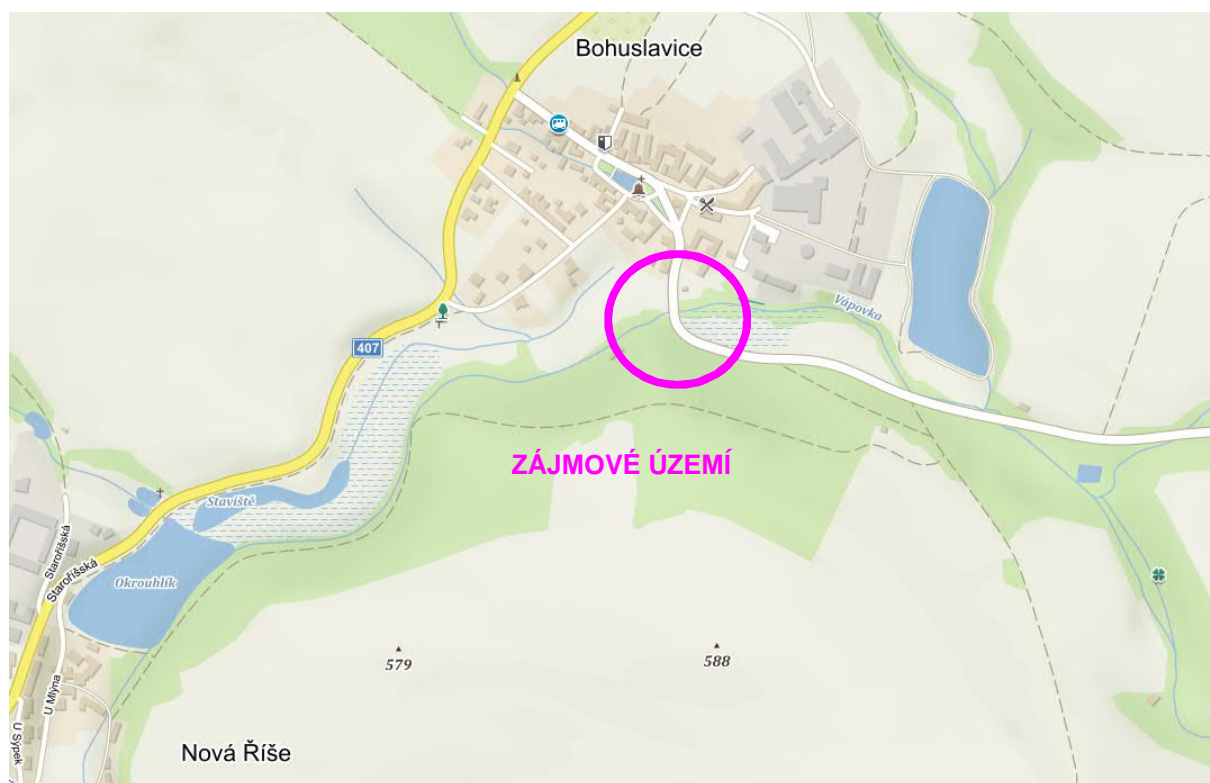 Bohuslavice
Vápovka
407
ZÁJMOVÉ ÚZEMÍ
Staviště
Starořišská
Starořišská
Okrouhlík
579
588
U Mlýna
U Sýpek
Nová Říše